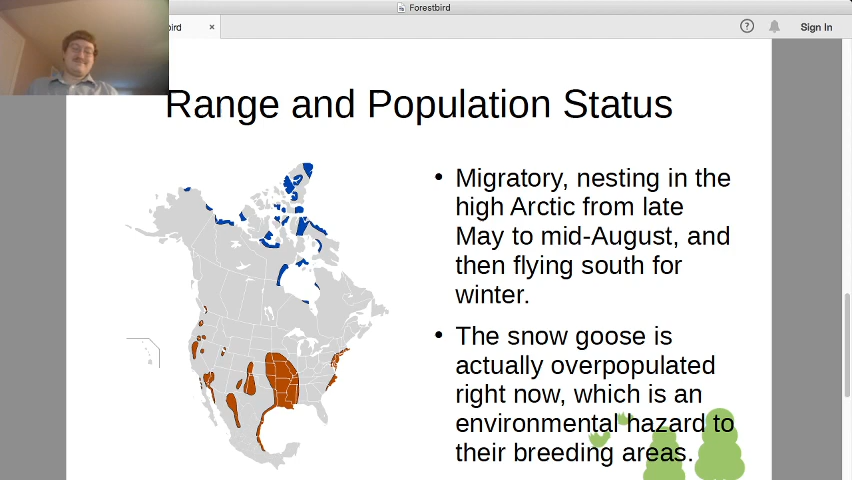 Forestbird
bird
×
?
Sign In
Range and Population Status
• Migratory, nesting in the
high Arctic from late
May to mid-August, and
then flying south for
winter.
• The snow goose is
actually overpopulated
right now, which is an
environmental hazard to
their breeding areas.